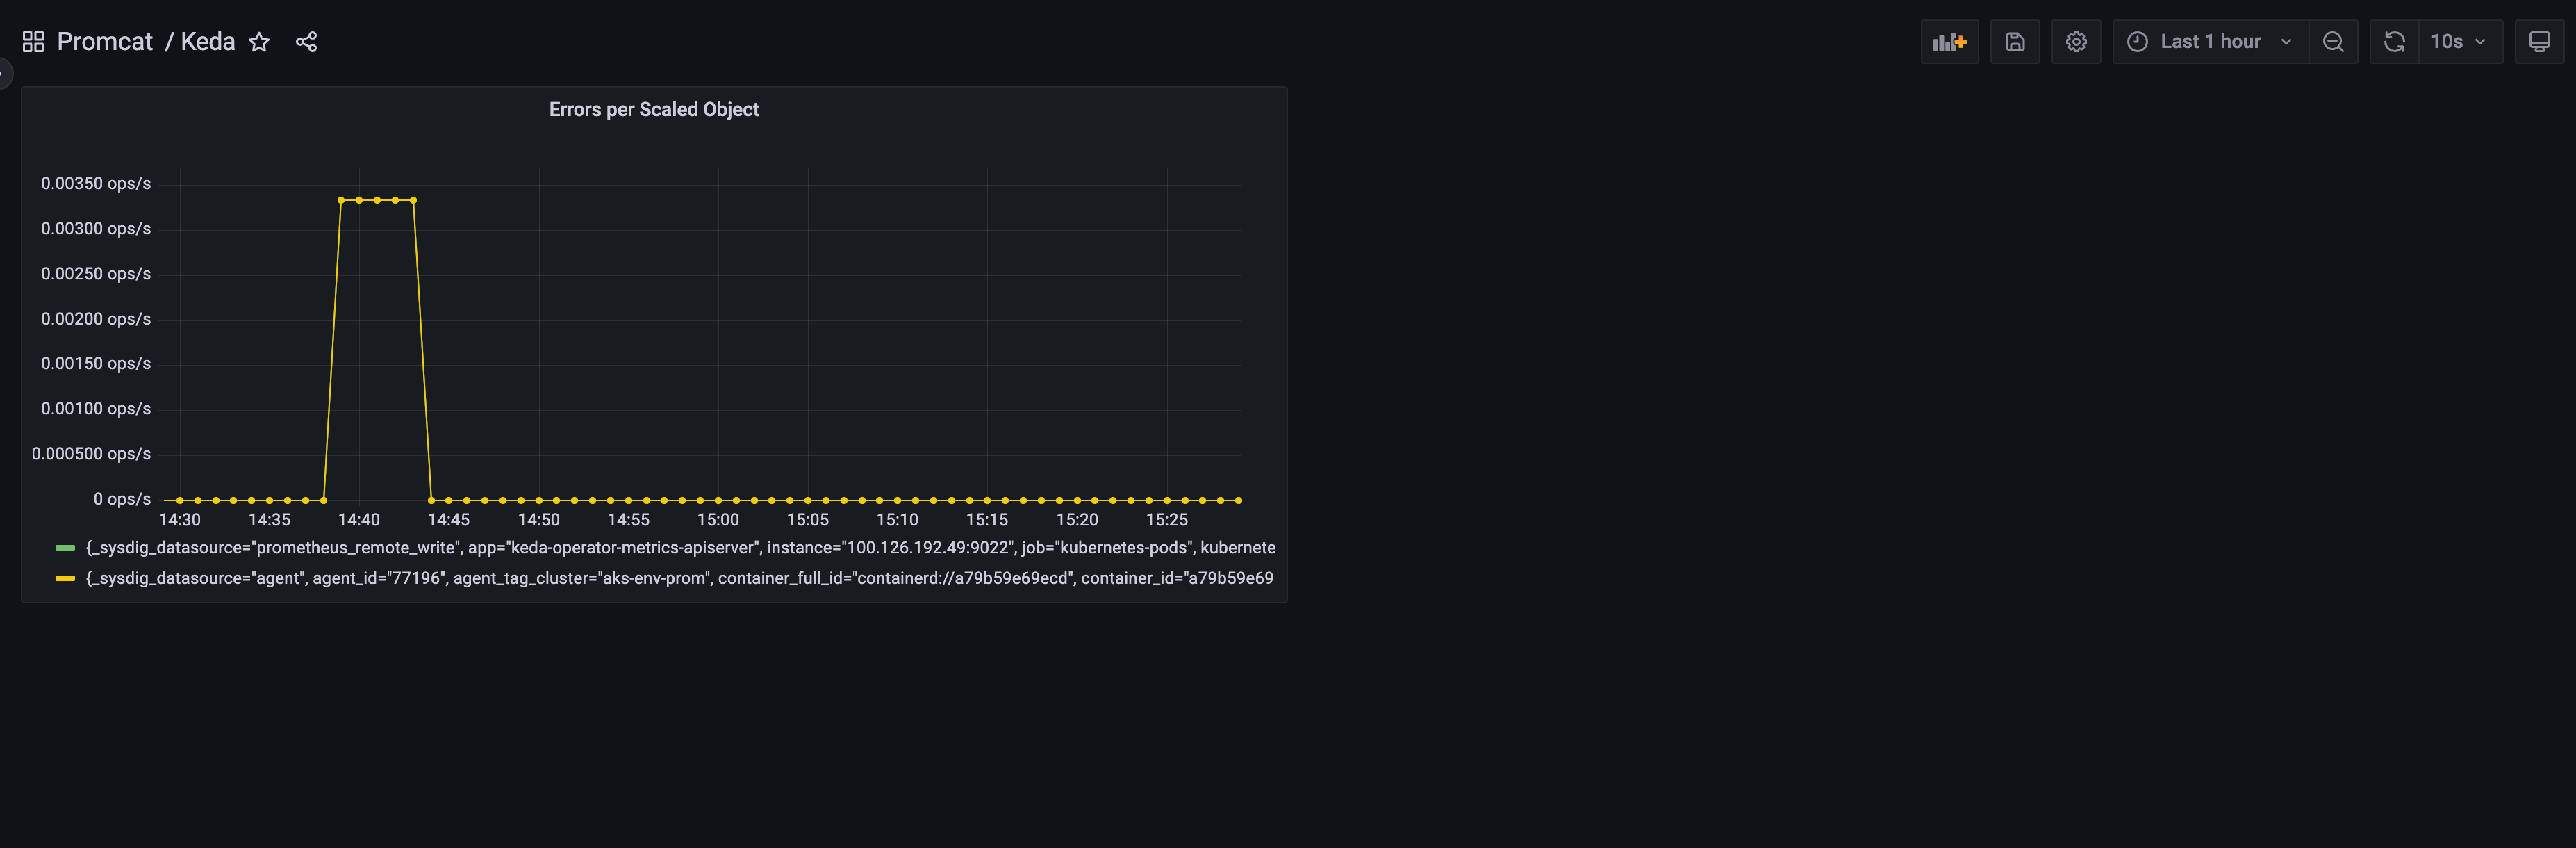 Promcat / Keda
Last 1 hour
10s
Errors per Scaled Object
0.00350 ops/s
0.00300 ops/s
0.00250 ops/s
0.00200 ops/s
0.00150 ops/s
0.00100 ops/s
0.000500 ops/s
0 ops/s
14:30 14:35 14:40 14:45 14:50 14:55 15:00 15:05 15:10 15:15 15:20 15:25
{_sysdig_datasource="prometheus_remote_write", app="keda-operator-metrics-apiserver", instance="100.126.192.49:9022", job="kubernetes-pods", kubernete
{_sysdig_datasource="agent", agent_id="77196", agent_tag_cluster="aks-env-prom", container_full_id="containerd://a79b59e69ecd", container_id="a79b59e69